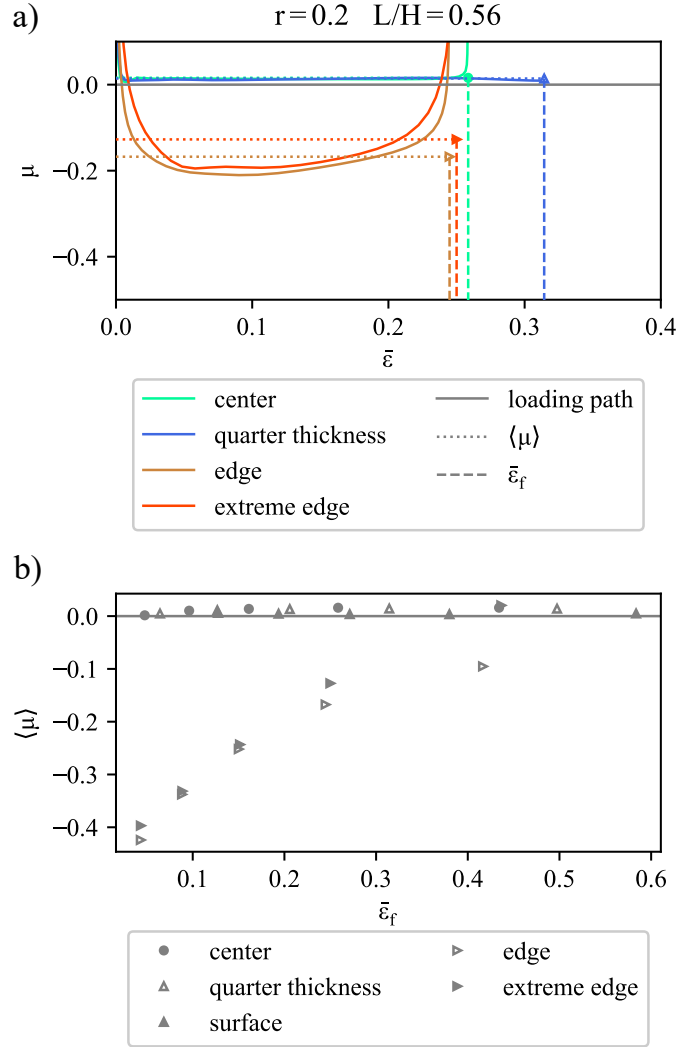 a)
r = 0.2 L/H = 0.56
0.0
−0.2
−0.4
μ
0.0 0.1 0.2 0.3 0.4
ε̄
center
quarter thickness
edge
extreme edge
loading path
⟨μ⟩
ε̄_f
b)
0.0
−0.1
−0.2
−0.3
−0.4
⟨μ⟩
0.1 0.2 0.3 0.4 0.5 0.6
ε̄_f
center
quarter thickness
surface
edge
extreme edge